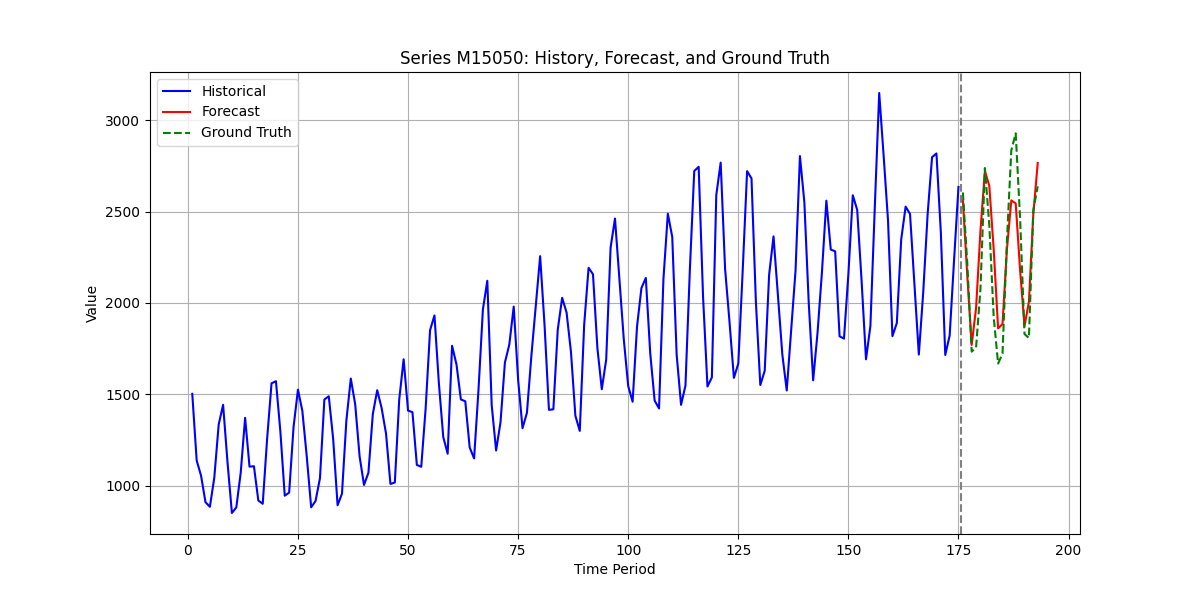 Series M15050: History, Forecast, and Ground Truth
Historical
Forecast
Ground Truth
3000
2500
2000
1500
1000
Value
0 25 50 75 100 125 150 175 200
Time Period